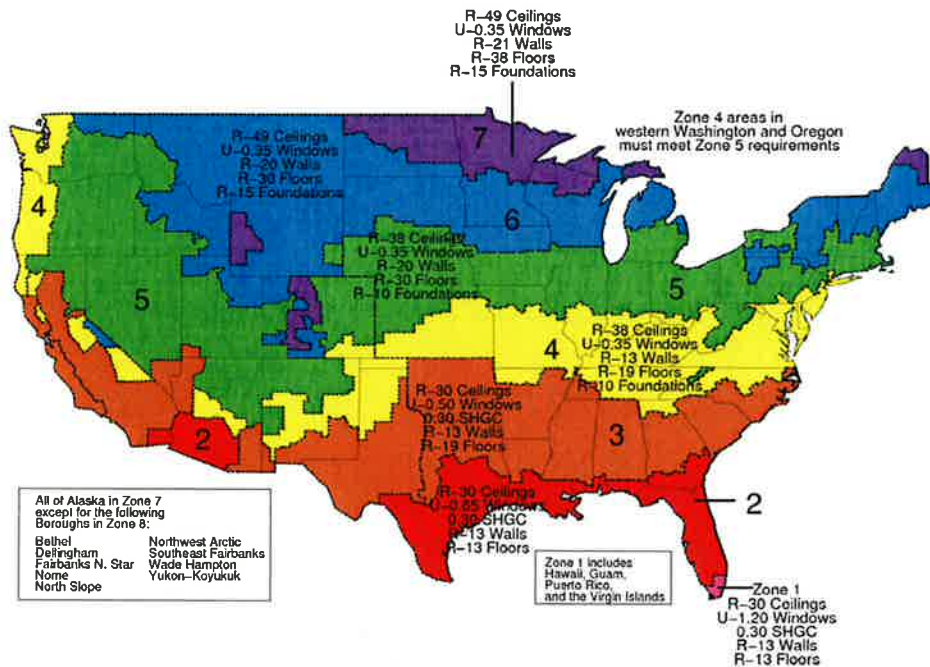 R-49 Ceilings
U-0.35 Windows
R-21 Walls
R-38 Floors
R-15 Foundations
7
Zone 4 areas in
western Washington and Oregon
must meet Zone 5 requirements
R-49 Ceilings
U-0.35 Windows
R-20 Walls
R-30 Floors
R-15 Foundations
4
6
R-38 Ceilings
U-0.35 Windows
R-20 Walls
R-30 Floors
R-10 Foundations
5
5
4
R-38 Ceilings
U-0.35 Windows
R-13 Walls
R-19 Floors
R-10 Foundations
R-30 Ceilings
U-0.50 Windows
0.30 SHGC
R-13 Walls
R-19 Floors
3
2
R-30 Ceilings
U-0.65 Windows
0.30 SHGC
R-13 Walls
R-13 Floors
2
All of Alaska in Zone 7
except for the following
Boroughs in Zone 8:
Bethel Northwest Arctic
Dellingham Southeast Fairbanks
Fairbanks N. Star Wade Hampton
Nome Yukon-Koyukuk
North Slope
Zone 1 includes
Hawaii, Guam,
Puerto Rico,
and the Virgin Islands
Zone 1
R-30 Ceilings
U-1.20 Windows
0.30 SHGC
R-13 Walls
R-13 Floors